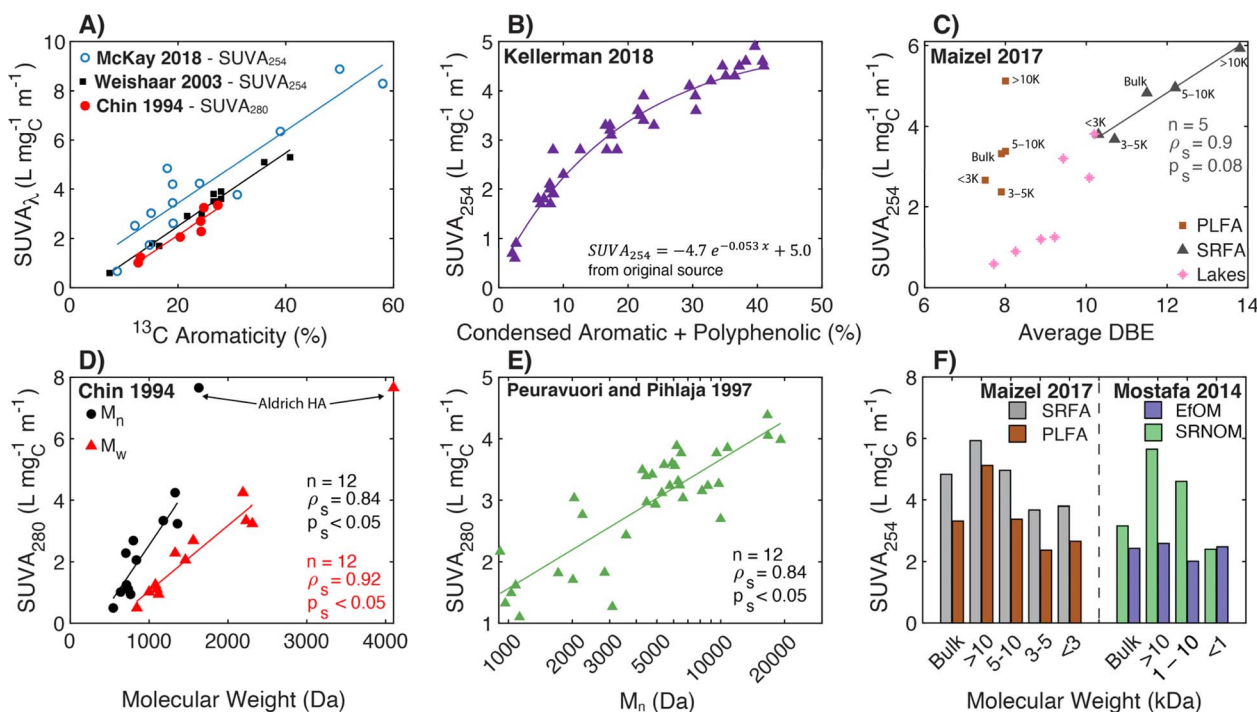 A)
McKay 2018 - SUVA254
Weishaar 2003 - SUVA254
Chin 1994 - SUVA280
SUVAλ (L mgC⁻¹ m⁻¹)
10
8
6
4
2
0
0 20 40 60
¹³C Aromaticity (%)
B)
Kellerman 2018
SUVA254 (L mgC⁻¹ m⁻¹)
5
4
3
2
1
0
SUVA254 = −4.7 e^−0.053 x + 5.0
from original source
0 10 20 30 40 50
Condensed Aromatic + Polyphenolic (%)
C)
Maizel 2017
SUVA254 (L mgC⁻¹ m⁻¹)
6
5
4
3
2
1
0
>10K
5–10K
Bulk
<3K
3–5K
Bulk
>10K
5–10K
<3K
3–5K
n = 5
ρs = 0.9
ps = 0.08
PLFA
SRFA
Lakes
6 8 10 12 14
Average DBE
D)
Chin 1994
SUVA280 (L mgC⁻¹ m⁻¹)
8
6
4
2
0
Mn
Mw
Aldrich HA
n = 12
ρs = 0.84
ps < 0.05
n = 12
ρs = 0.92
ps < 0.05
0 1000 2000 3000 4000
Molecular Weight (Da)
E)
Peuravuori and Pihlaja 1997
SUVA280 (L mgC⁻¹ m⁻¹)
5
4
3
2
1
n = 12
ρs = 0.84
ps < 0.05
1000 2000 5000 10000 20000
Mn (Da)
F)
Maizel 2017
SRFA
PLFA
Mostafa 2014
EfOM
SRNOM
SUVA254 (L mgC⁻¹ m⁻¹)
8
6
4
2
0
Bulk >10 5-10 3-5 <3 Bulk >10 1 – 10 <1
Molecular Weight (kDa)